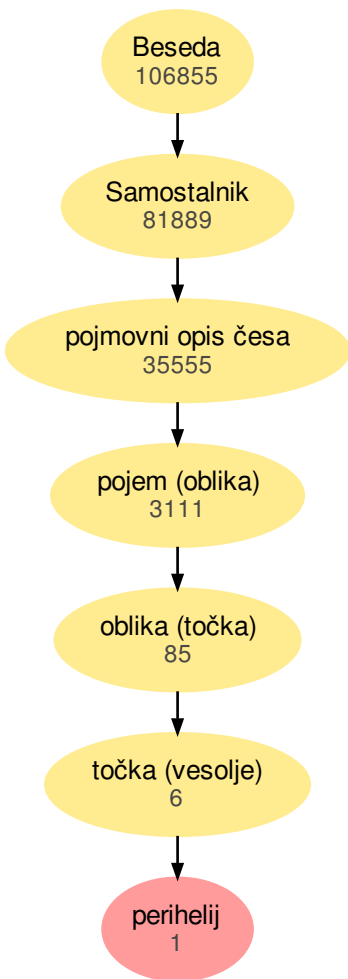 Beseda
106855
Samostalnik
81889
pojmovni opis česa
35555
pojem (oblika)
3111
oblika (točka)
85
točka (vesolje)
6
perihelij
1